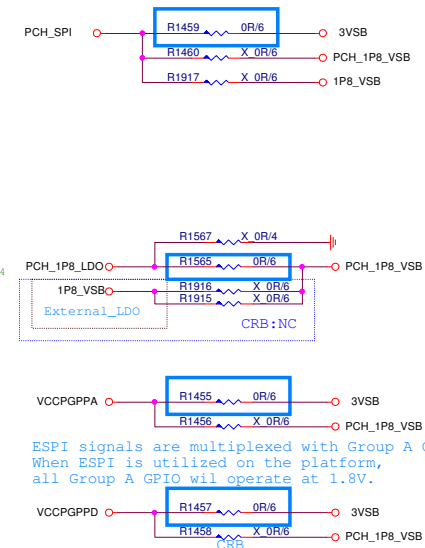 R1459 0R/6
PCH_SPI 3VSB
R1460 X_0R/6
PCH_1P8_VSB
R1917 X_0R/6
1P8_VSB
R1567 X_0R/4
R1565 0R/6
PCH_1P8_LDO PCH_1P8_VSB
4
R1916 X_0R/6
1P8_VSB
R1915 X_0R/6
External_LDO
CRB:NC
R1455 0R/6
VCCPGPPA 3VSB
R1456 X_0R/6
PCH_1P8_VSB
ESPI signals are multiplexed with Group A
When ESPI is utilized on the platform,
all Group A GPIO wil operate at 1.8V.
R1457 0R/6
VCCPGPPD 3VSB
R1458 X_0R/6
PCH_1P8_VSB
CRB